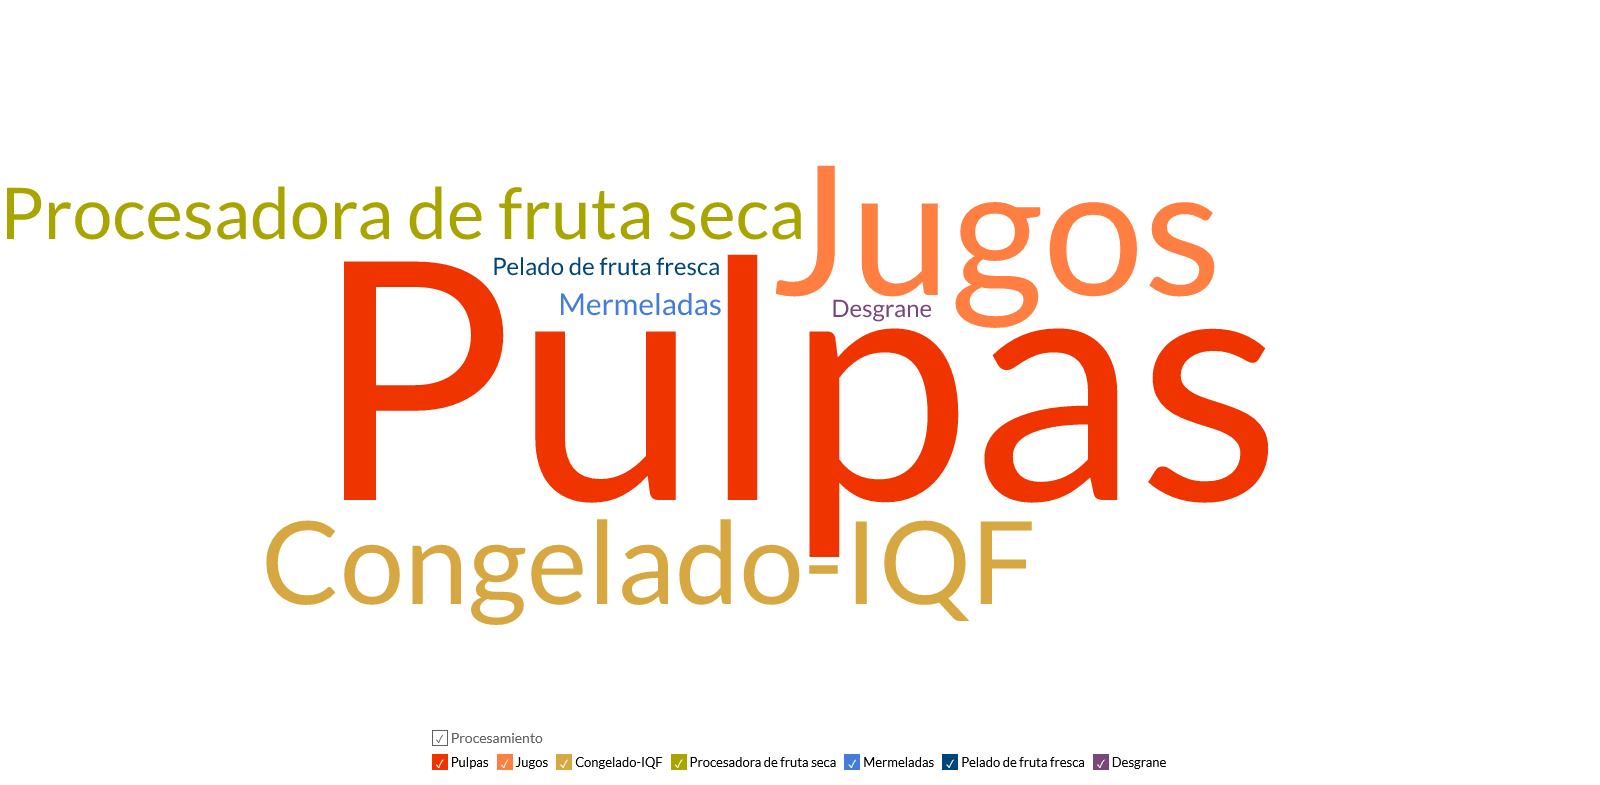 Procesadora de fruta seca
Jugos
Pelado de fruta fresca
Mermeladas
Desgrane
Pulpas
Congelado-IQF
Procesamiento
Pulpas Jugos Congelado-IQF Procesadora de fruta seca Mermeladas Pelado de fruta fresca Desgrane